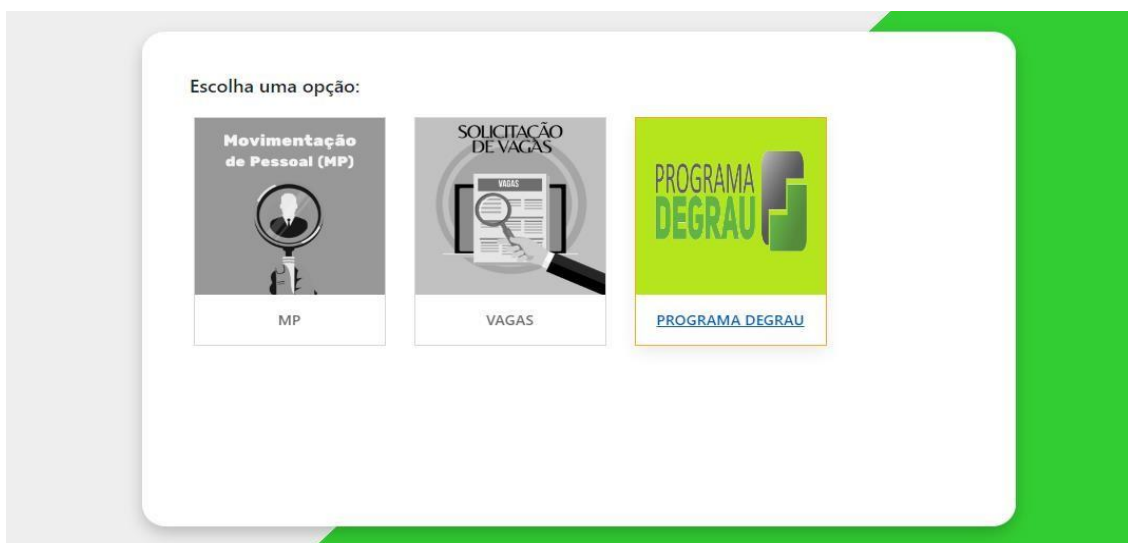 Escolha uma opção:
Movimentação
de Pessoal (MP)
MP
SOLICITAÇÃO
DE VAGAS
VAGAS
VAGAS
PROGRAMA
DEGRAU
PROGRAMA DEGRAU